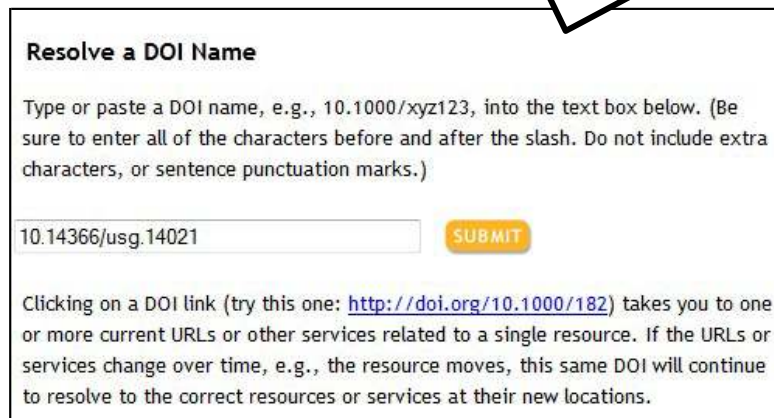 Resolve a DOI Name
Type or paste a DOI name, e.g., 10.1000/xyz123, into the text box below. (Be
sure to enter all of the characters before and after the slash. Do not include extra
characters, or sentence punctuation marks.)
10.14366/usg.14021 SUBMIT
Clicking on a DOI link (try this one: http://doi.org/10.1000/182) takes you to one
or more current URLs or other services related to a single resource. If the URLs or
services change over time, e.g., the resource moves, this same DOI will continue
to resolve to the correct resources or services at their new locations.